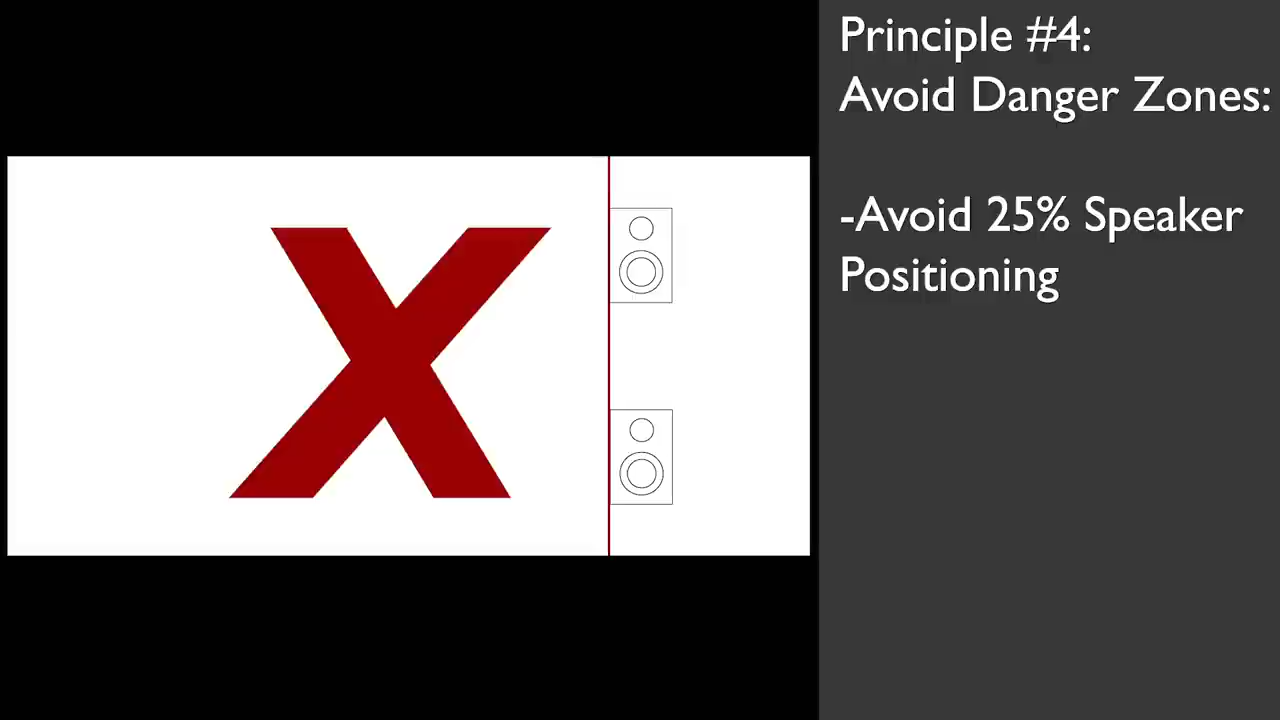 Principle #4:
Avoid Danger Zones:
-Avoid 25% Speaker
Positioning
X